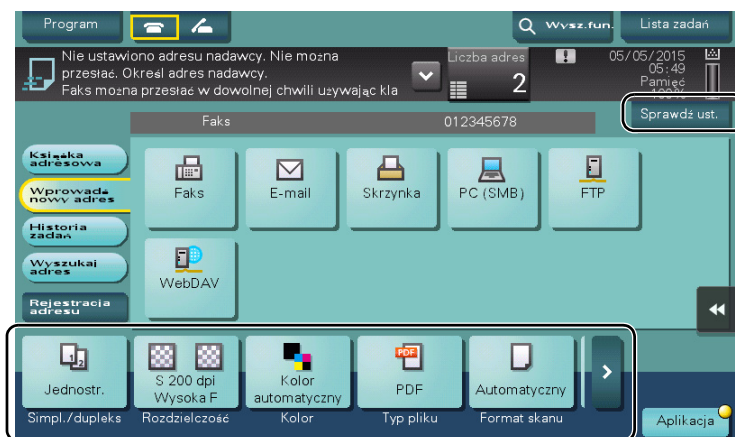 Program
Wysz.fun.
Lista zadań
Nie ustawiono adresu nadawcy. Nie można
przesłać. Określ adres nadawcy.
Faks można przesłać w dowolnej chwili używając kla
Liczba adres
2
05/05/2015
05:49
Pamięć
100%
Sprawdź ust.
Faks 012345678
Książka
adresowa
Wprowadź
nowy adres
Historia
zadań
Wyszukaj
adres
Rejestracja
adresu
Faks
E-mail
Skrzynka
PC (SMB)
FTP
WebDAV
Jednostr.
S 200 dpi
Wysoka F
Kolor
automatyczny
PDF
PDF
Automatyczny
Simpl./dupleks
Rozdzielczość
Kolor
Typ pliku
Format skanu
Aplikacja